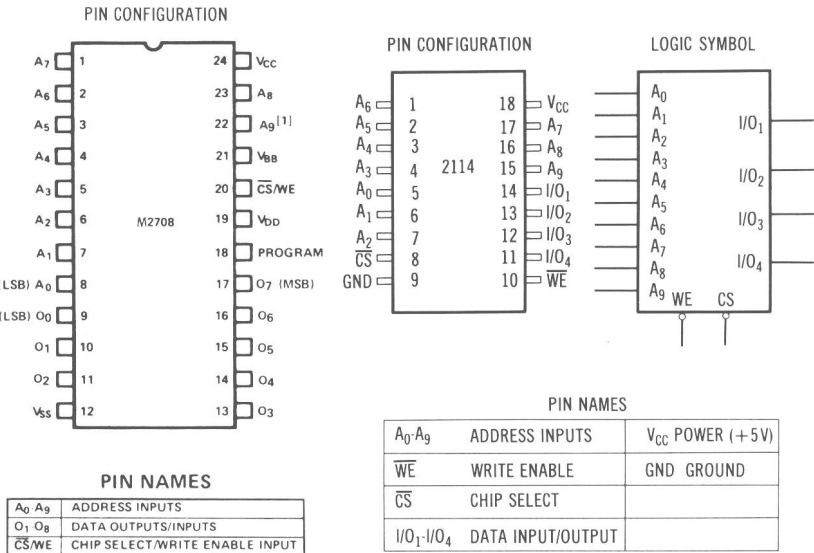 PIN CONFIGURATION
A7 1 24 VCC
A6 2 23 A8
A5 3 22 A9[1]
A4 4 21 VBB
A3 5 20 C̅S̅/WE
A2 6 M2708 19 VDD
A1 7 18 PROGRAM
(LSB) A0 8 17 O7 (MSB)
(LSB) O0 9 16 O6
O1 10 15 O5
O2 11 14 O4
VSS 12 13 O3
PIN NAMES
A0-A9 ADDRESS INPUTS
O1-O8 DATA OUTPUTS/INPUTS
C̅S̅/WE CHIP SELECT/WRITE ENABLE INPUT
PIN CONFIGURATION
A6 1 18 VCC
A5 2 17 A7
A4 3 16 A8
A3 4 2114 15 A9
A0 5 14 I/O1
A1 6 13 I/O2
A2 7 12 I/O3
C̅S̅ 8 11 I/O4
GND 9 10 W̅E̅
LOGIC SYMBOL
A0
A1
A2
A3
A4
A5
A6
A7
A8
A9
I/O1
I/O2
I/O3
I/O4
WE CS
PIN NAMES
A0-A9 ADDRESS INPUTS VCC POWER (+5V)
W̅E̅ WRITE ENABLE GND GROUND
C̅S̅ CHIP SELECT
I/O1-I/O4 DATA INPUT/OUTPUT